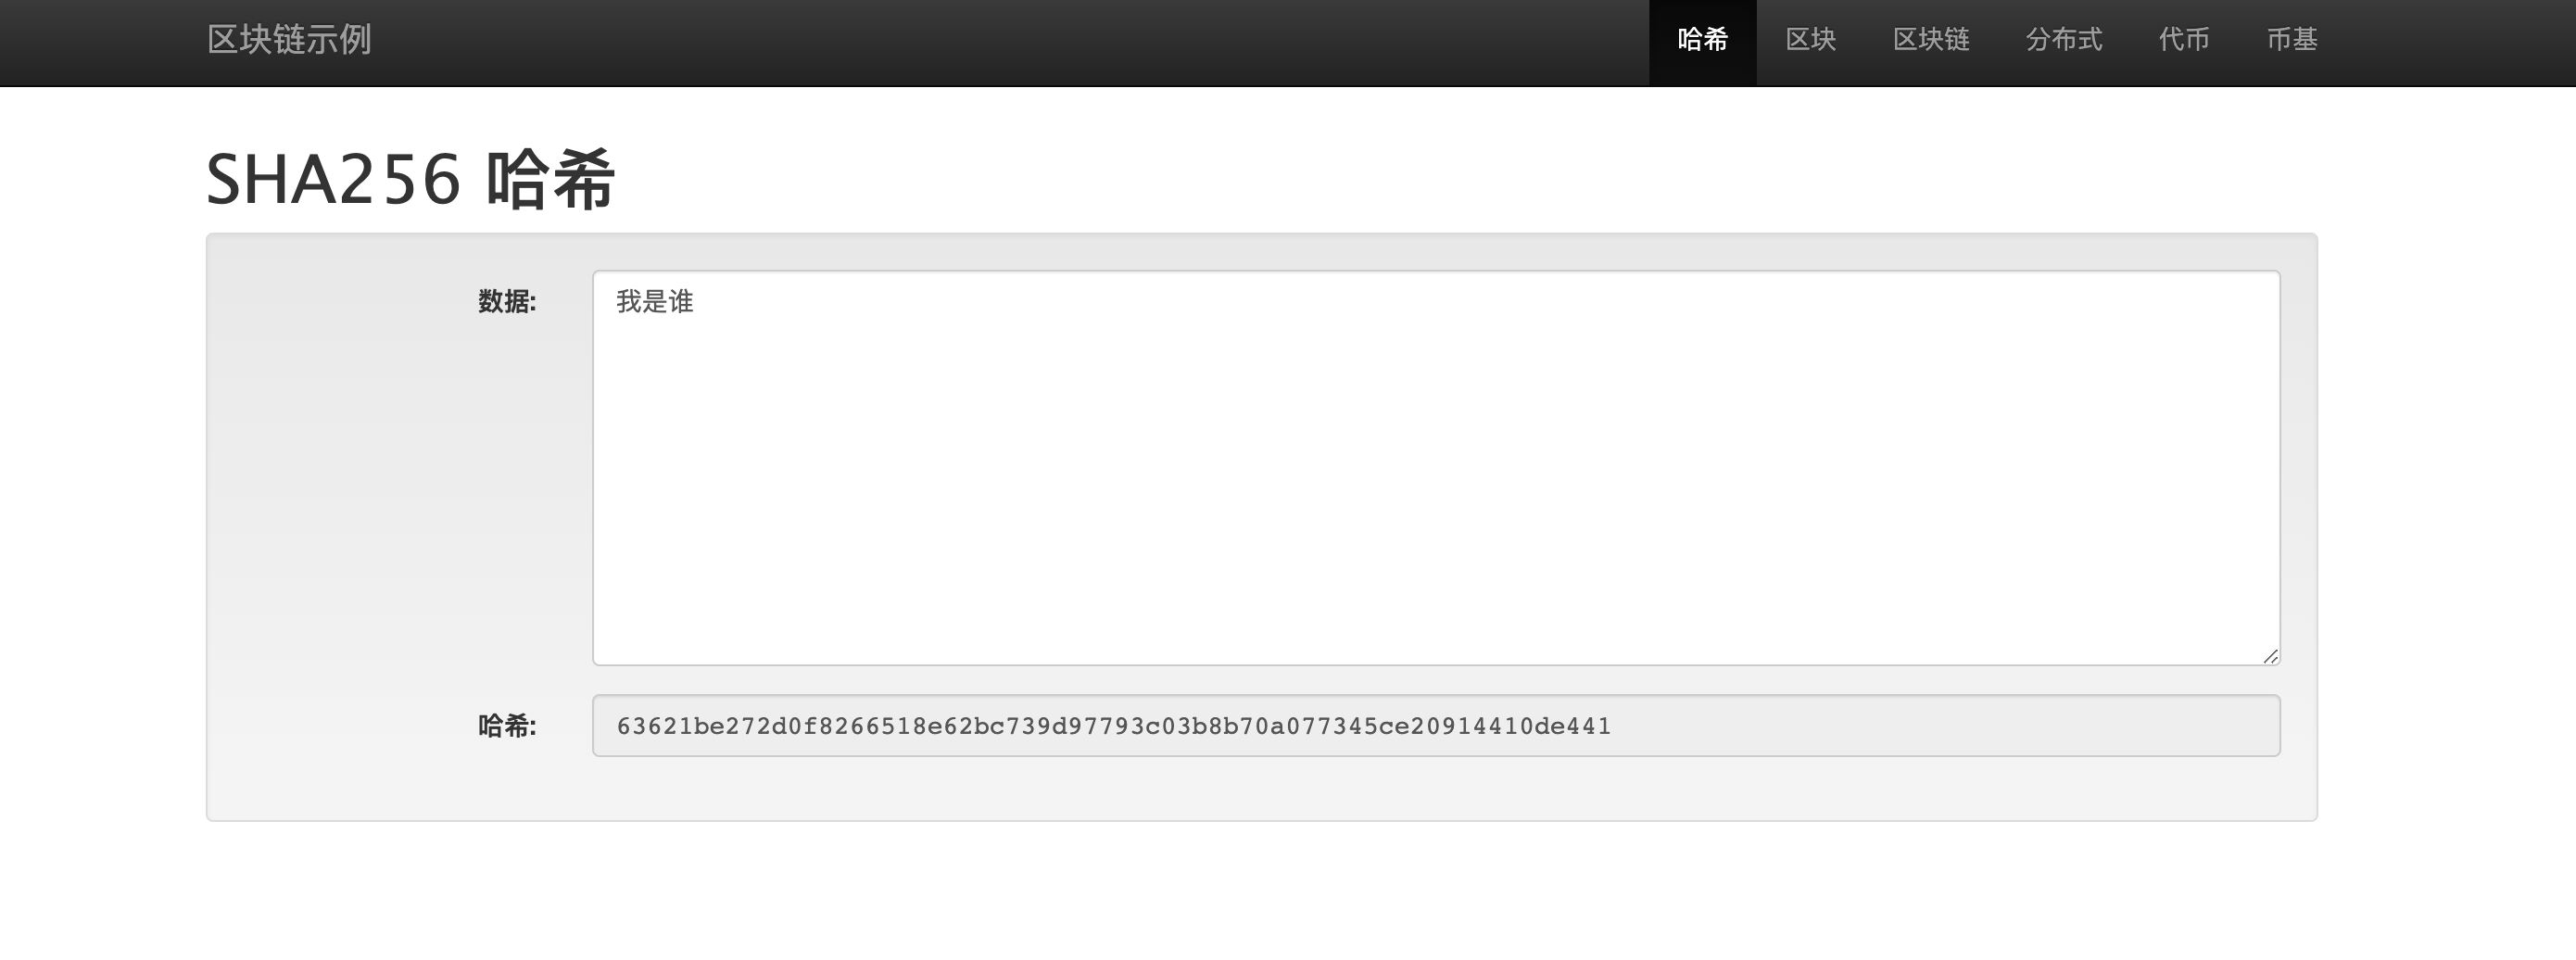 区块链示例 哈希 区块 区块链 分布式 代币 币基
SHA256 哈希
数据: 我是谁
哈希: 63621be272d0f8266518e62bc739d97793c03b8b70a077345ce20914410de441